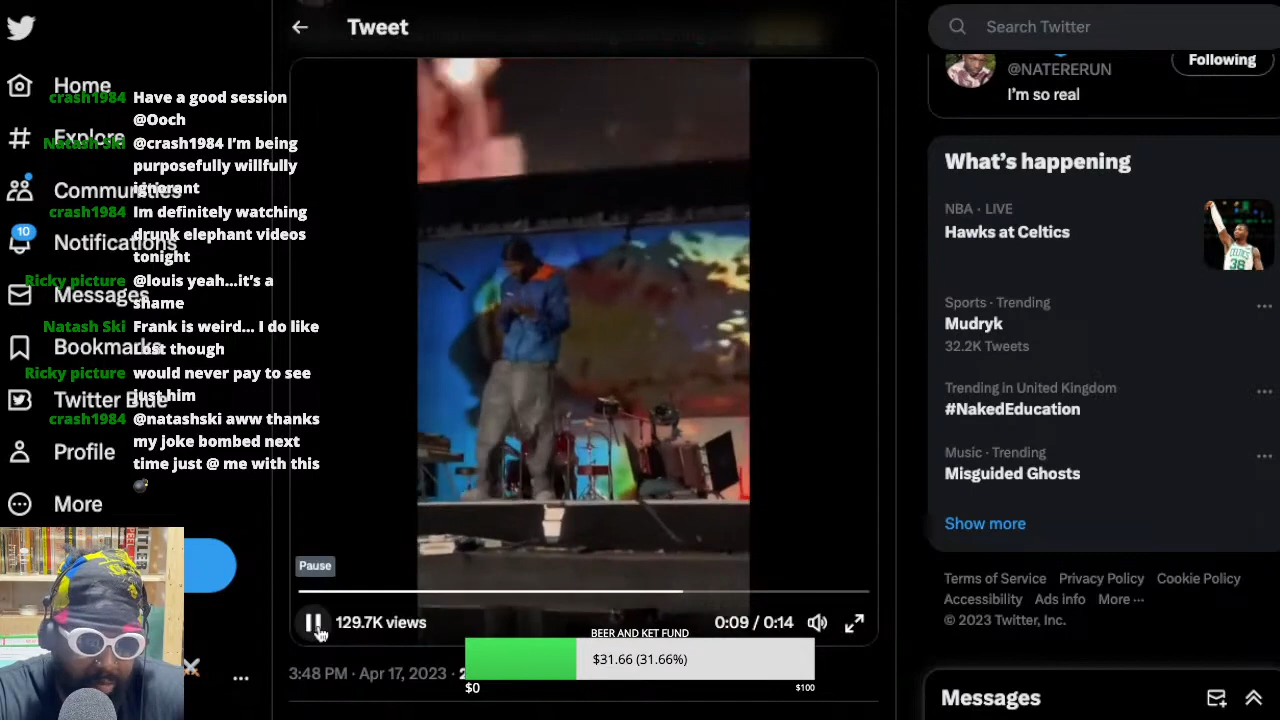 Home
Explore
Communities
10
Notifications
Messages
Bookmarks
Twitter Blue
Profile
More
crash1984 Have a good session
@Ooch
Natash Ski @crash1984 I'm being
purposefully willfully
ignorant
crash1984 Im definitely watching
drunk elephant videos
tonight
Ricky picture @louis yeah...it's a
shame
Natash Ski Frank is weird... I do like
Lost though
Ricky picture would never pay to see
just him
crash1984 @natashski aww thanks
my joke bombed next
time just @ me with this
Tweet
Pause
129.7K views
0:09 / 0:14
BEER AND KET FUND
$31.66 (31.66%)
$0
$100
3:48 PM · Apr 17, 2023 ·
Search Twitter
@NATERERUN
Following
I'm so real
What's happening
NBA · LIVE
Hawks at Celtics
38
Sports · Trending
Mudryk
32.2K Tweets
Trending in United Kingdom
#NakedEducation
Music · Trending
Misguided Ghosts
Show more
Terms of Service Privacy Policy Cookie Policy
Accessibility Ads info More ···
© 2023 Twitter, Inc.
Messages